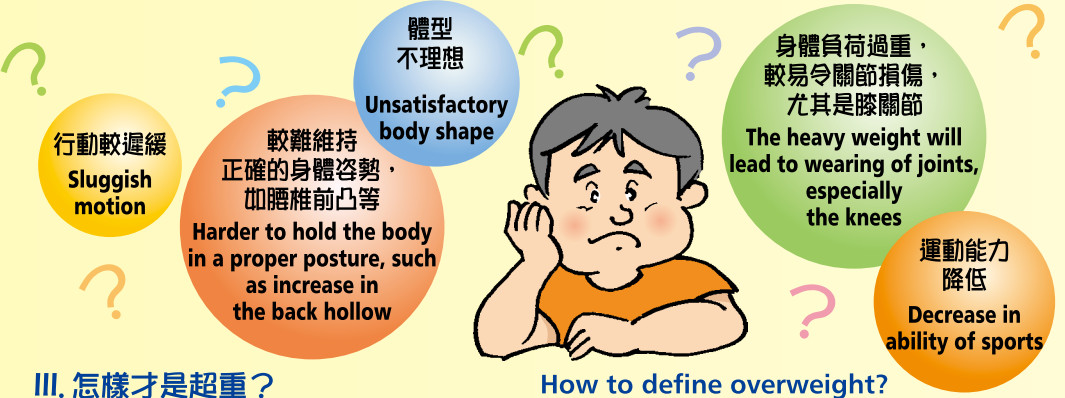 行動較遲緩
Sluggish
motion
較難維持
正確的身體姿勢，
如腰椎前凸等
Harder to hold the body
in a proper posture, such
as increase in
the back hollow
體型
不理想
Unsatisfactory
body shape
身體負荷過重，
較易令關節損傷，
尤其是膝關節
The heavy weight will
lead to wearing of joints,
especially
the knees
運動能力
降低
Decrease in
ability of sports
III. 怎樣才是超重？
How to define overweight?